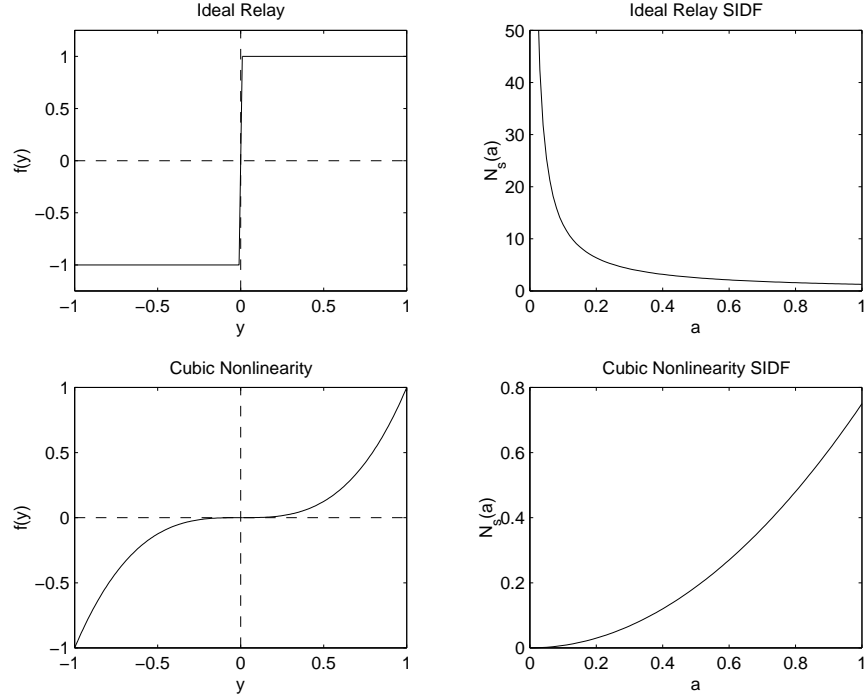 Ideal Relay
1
0.5
0
−0.5
−1
f(y)
−1 −0.5 0 0.5 1
y
Ideal Relay SIDF
50
40
30
20
10
0
N_s(a)
0 0.2 0.4 0.6 0.8 1
a
Cubic Nonlinearity
1
0.5
0
−0.5
−1
f(y)
−1 −0.5 0 0.5 1
y
Cubic Nonlinearity SIDF
0.8
0.6
0.4
0.2
0
N_s(a)
0 0.2 0.4 0.6 0.8 1
a